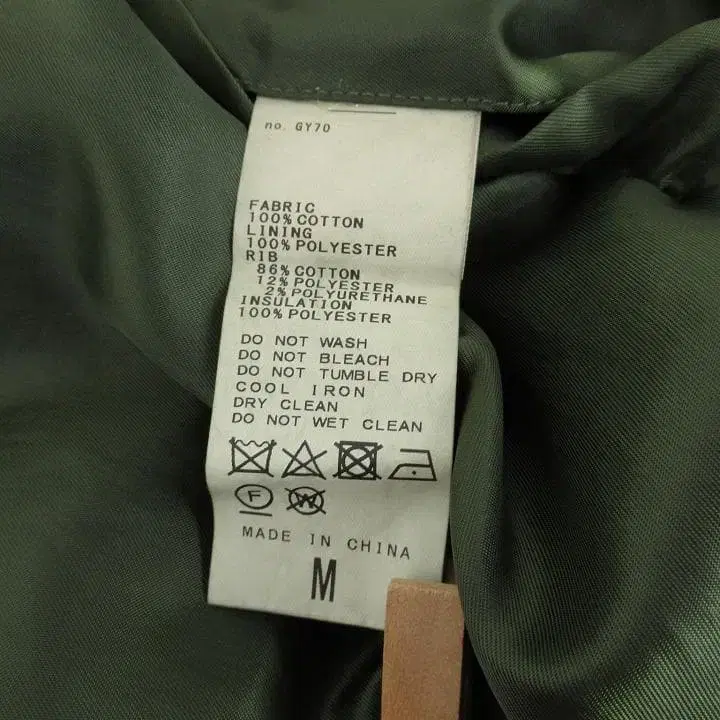 no. GY70
FABRIC
100% COTTON
LINING
100% POLYESTER
RIB
86% COTTON
12% POLYESTER
2% POLYURETHANE
INSULATION
100% POLYESTER
DO NOT WASH
DO NOT BLEACH
DO NOT TUMBLE DRY
COOL IRON
DRY CLEAN
DO NOT WET CLEAN
F W
MADE IN CHINA
M